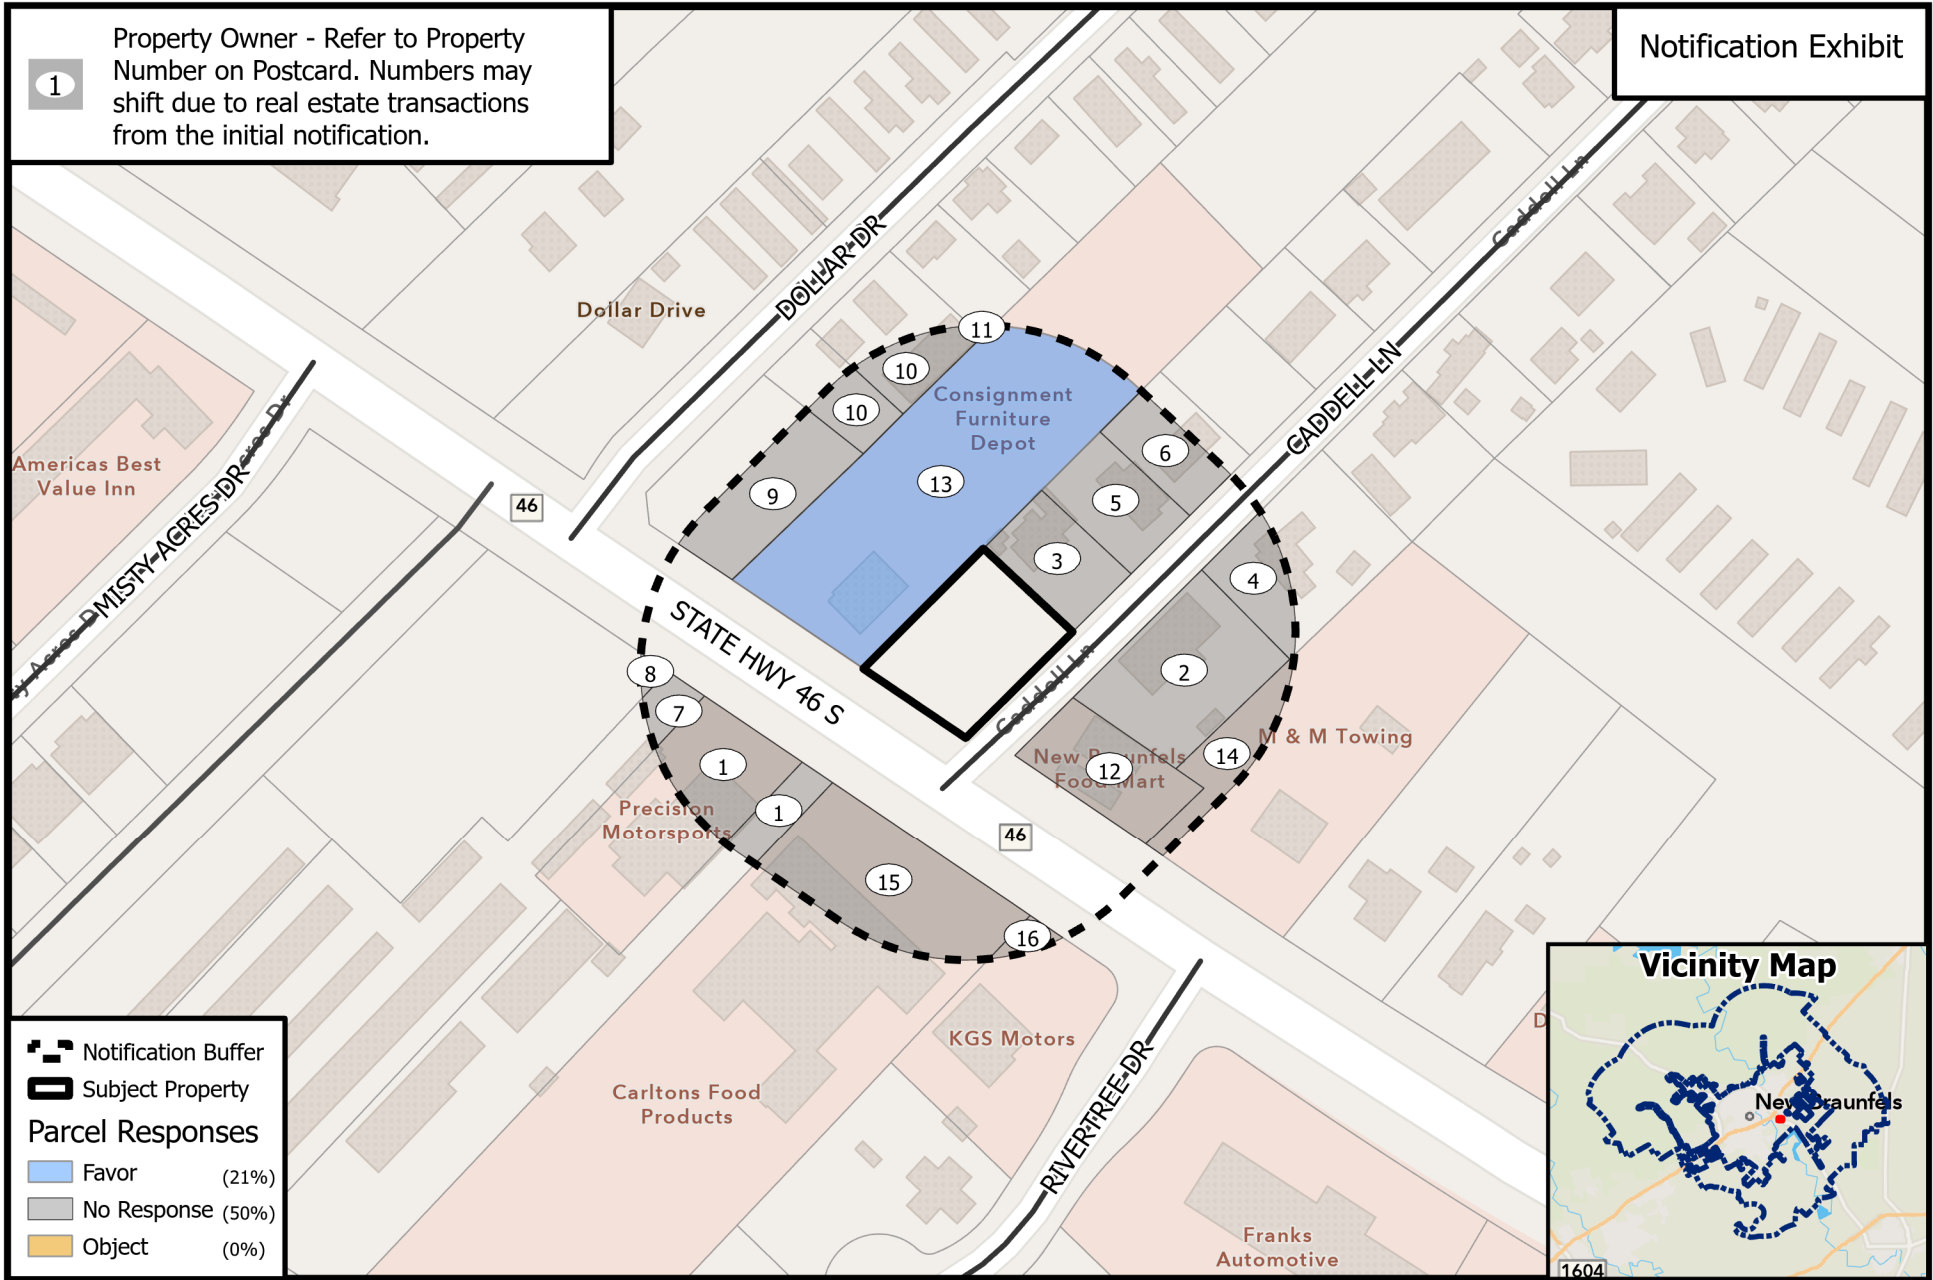 1
Property Owner - Refer to Property
Number on Postcard. Numbers may
shift due to real estate transactions
from the initial notification.
Notification Exhibit
Caddell Ln
DOLLAR DR
Dollar Drive
11
10
10
Consignment
Furniture
Depot
CADDELL LN
6
Americas Best
Value Inn
MISTY ACRES DR
46
9
13
5
3
4
STATE HWY 46 S
8
2
7
Caddell Ln
M & M Towing
New Braunfels
Food Mart
12
14
1
1
Precision
Motorsports
46
15
16
KGS Motors
Carltons Food
Products
RIVERTREE DR
Franks
Automotive
Notification Buffer
Subject Property
Parcel Responses
Favor (21%)
No Response (50%)
Object (0%)
Vicinity Map
New Braunfels
1604